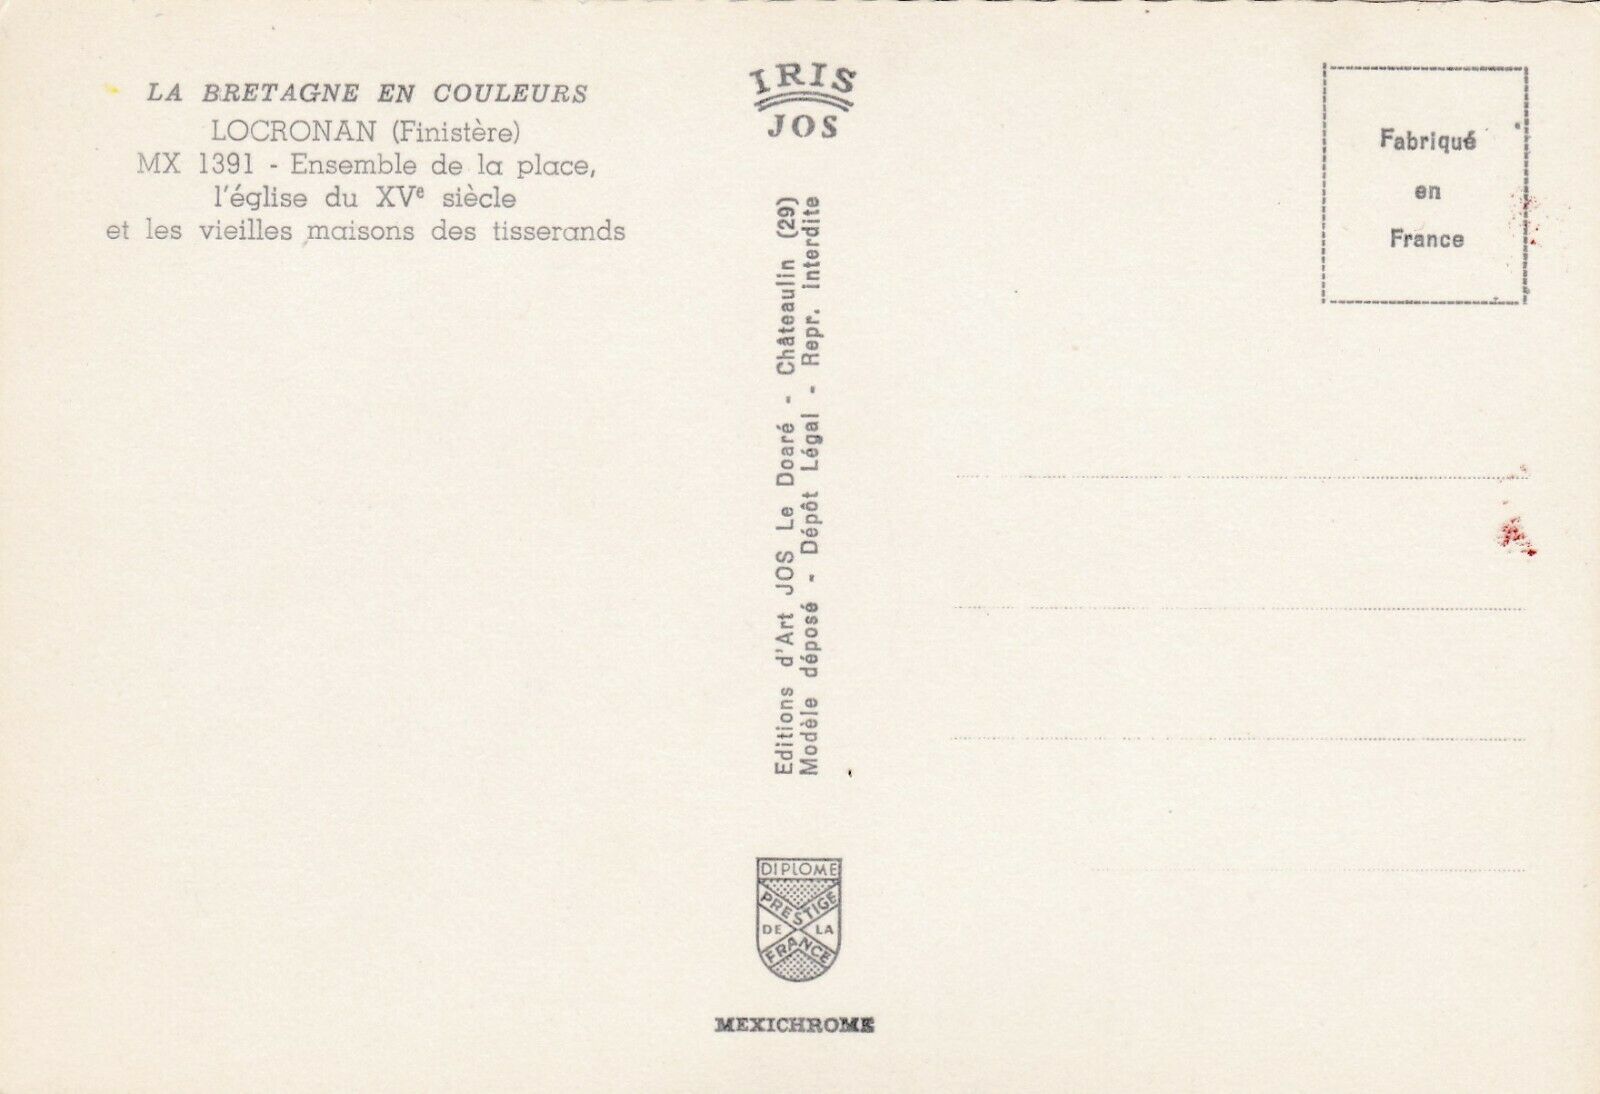 LA BRETAGNE EN COULEURS
LOCRONAN (Finistère)
MX 1391 - Ensemble de la place,
l'église du XVe siècle
et les vieilles maisons des tisserands
IRIS
JOS
Editions d'Art JOS Le Doaré - Châteaulin (29)
Modèle déposé - Dépôt Légal - Repr. interdite
DIPLOME
PRESTIGE
DE LA
FRANCE
MEXICHROME
Fabriqué
en
France